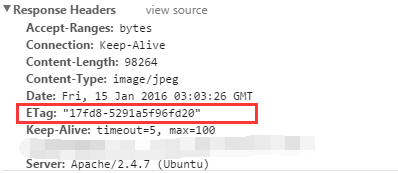 Response Headers view source
Accept-Ranges: bytes
Connection: Keep-Alive
Content-Length: 98264
Content-Type: image/jpeg
Date: Fri, 15 Jan 2016 03:03:26 GMT
ETag: "17fd8-5291a5f96fd20"
Keep-Alive: timeout=5, max=100
Server: Apache/2.4.7 (Ubuntu)